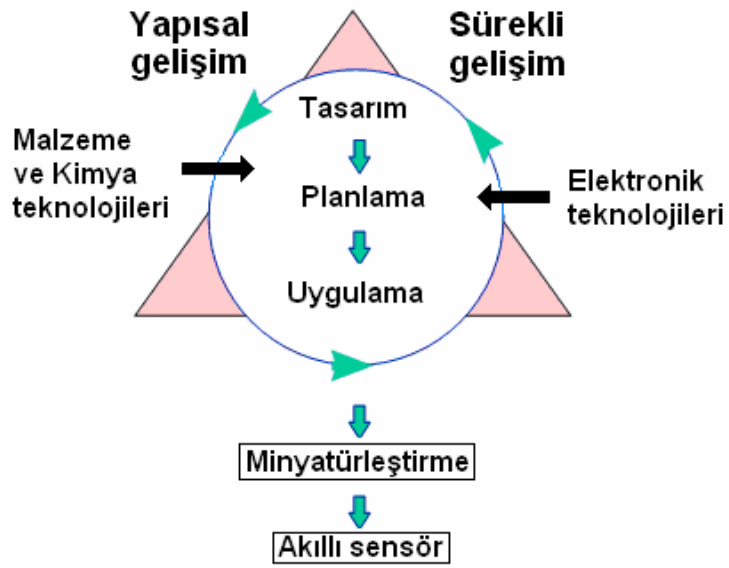 Yapısal
gelişim
Sürekli
gelişim
Tasarım
Malzeme
ve Kimya
teknolojileri
Planlama
Elektronik
teknolojileri
Uygulama
Minyatürleştirme
Akıllı sensör